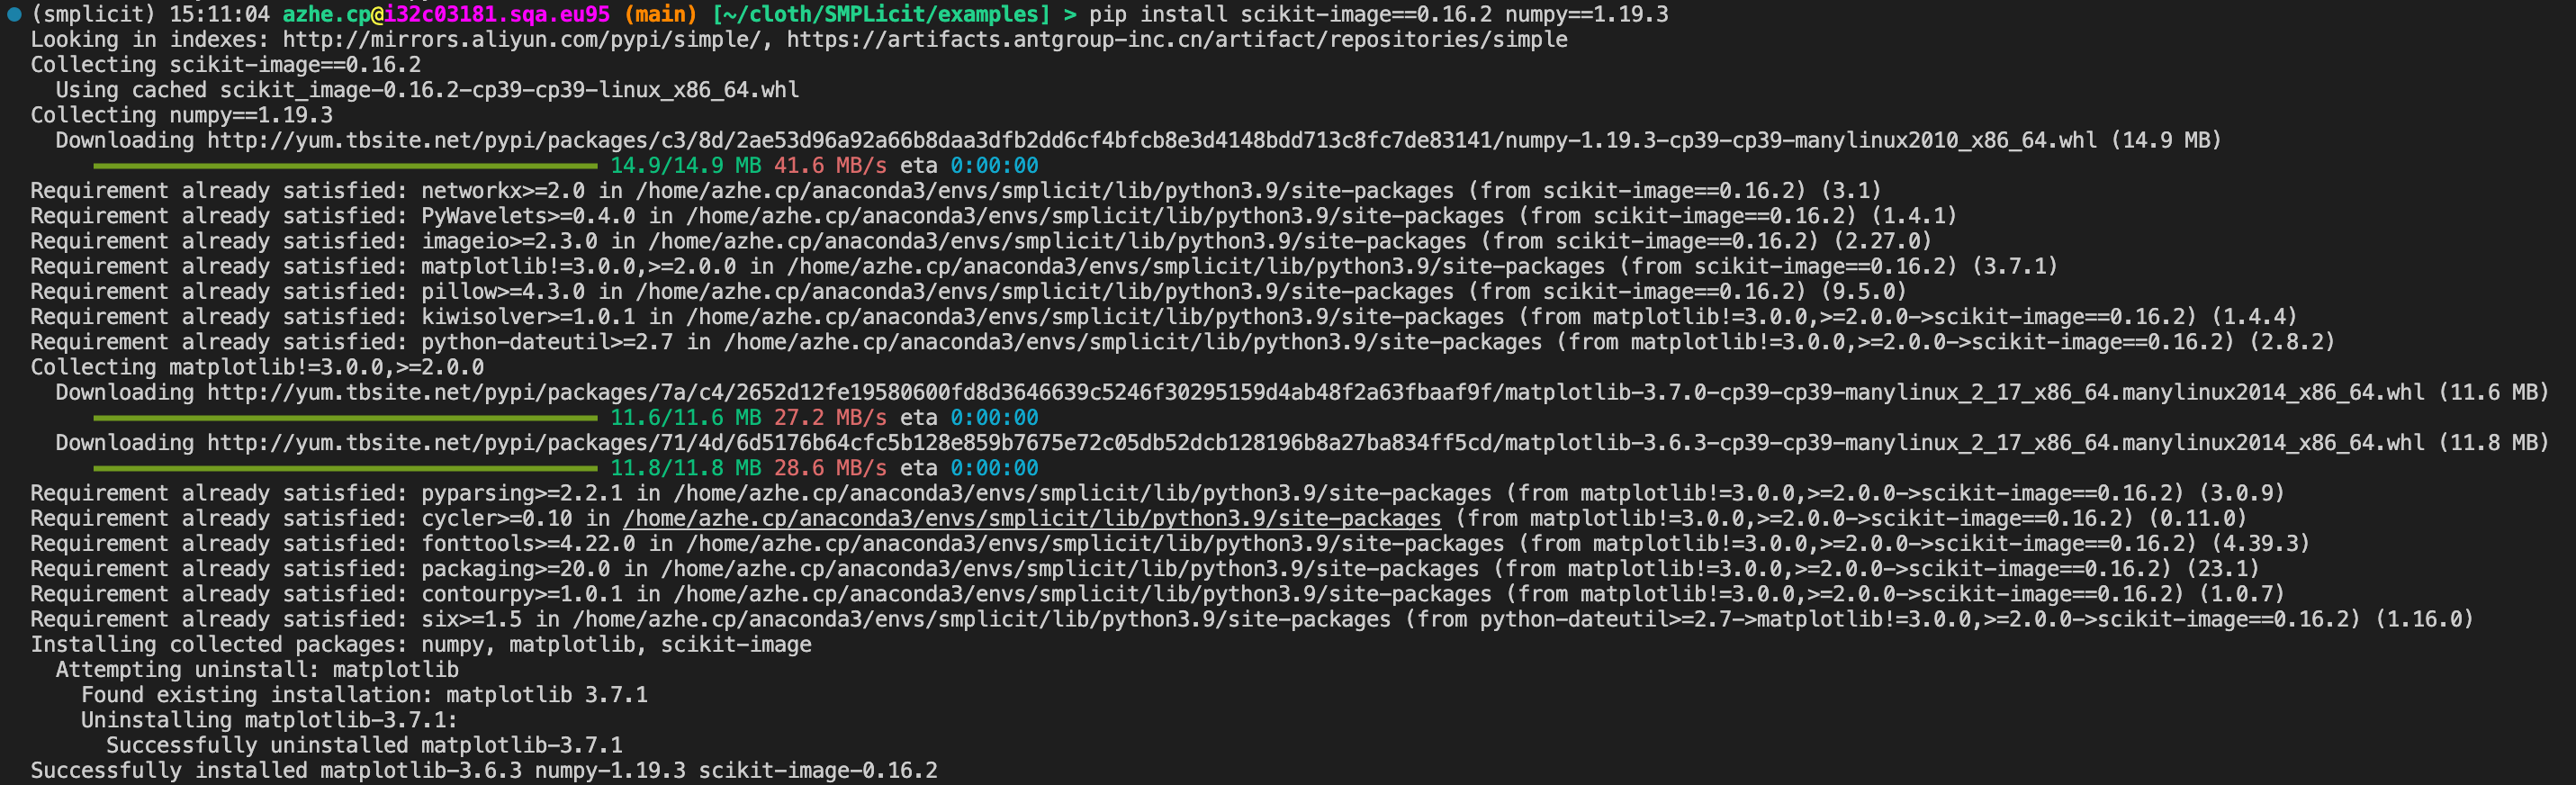 (smplicit) 15:11:04 azhe.cp@i32c03181.sqa.eu95 (main) [~/cloth/SMPLicit/examples] > pip install scikit-image==0.16.2 numpy==1.19.3
Looking in indexes: http://mirrors.aliyun.com/pypi/simple/, https://artifacts.antgroup-inc.cn/artifact/repositories/simple
Collecting scikit-image==0.16.2
  Using cached scikit_image-0.16.2-cp39-cp39-linux_x86_64.whl
Collecting numpy==1.19.3
  Downloading http://yum.tbsite.net/pypi/packages/c3/8d/2ae53d96a92a66b8daa3dfb2dd6cf4bfcb8e3d4148bdd713c8fc7de83141/numpy-1.19.3-cp39-cp39-manylinux2010_x86_64.whl (14.9 MB)
14.9/14.9 MB 41.6 MB/s eta 0:00:00
Requirement already satisfied: networkx>=2.0 in /home/azhe.cp/anaconda3/envs/smplicit/lib/python3.9/site-packages (from scikit-image==0.16.2) (3.1)
Requirement already satisfied: PyWavelets>=0.4.0 in /home/azhe.cp/anaconda3/envs/smplicit/lib/python3.9/site-packages (from scikit-image==0.16.2) (1.4.1)
Requirement already satisfied: imageio>=2.3.0 in /home/azhe.cp/anaconda3/envs/smplicit/lib/python3.9/site-packages (from scikit-image==0.16.2) (2.27.0)
Requirement already satisfied: matplotlib!=3.0.0,>=2.0.0 in /home/azhe.cp/anaconda3/envs/smplicit/lib/python3.9/site-packages (from scikit-image==0.16.2) (3.7.1)
Requirement already satisfied: pillow>=4.3.0 in /home/azhe.cp/anaconda3/envs/smplicit/lib/python3.9/site-packages (from scikit-image==0.16.2) (9.5.0)
Requirement already satisfied: kiwisolver>=1.0.1 in /home/azhe.cp/anaconda3/envs/smplicit/lib/python3.9/site-packages (from matplotlib!=3.0.0,>=2.0.0->scikit-image==0.16.2) (1.4.4)
Requirement already satisfied: python-dateutil>=2.7 in /home/azhe.cp/anaconda3/envs/smplicit/lib/python3.9/site-packages (from matplotlib!=3.0.0,>=2.0.0->scikit-image==0.16.2) (2.8.2)
Collecting matplotlib!=3.0.0,>=2.0.0
  Downloading http://yum.tbsite.net/pypi/packages/7a/c4/2652d12fe19580600fd8d3646639c5246f30295159d4ab48f2a63fbaaf9f/matplotlib-3.7.0-cp39-cp39-manylinux_2_17_x86_64.manylinux2014_x86_64.whl (11.6 MB)
11.6/11.6 MB 27.2 MB/s eta 0:00:00
  Downloading http://yum.tbsite.net/pypi/packages/71/4d/6d5176b64cfc5b128e859b7675e72c05db52dcb128196b8a27ba834ff5cd/matplotlib-3.6.3-cp39-cp39-manylinux_2_17_x86_64.manylinux2014_x86_64.whl (11.8 MB)
11.8/11.8 MB 28.6 MB/s eta 0:00:00
Requirement already satisfied: pyparsing>=2.2.1 in /home/azhe.cp/anaconda3/envs/smplicit/lib/python3.9/site-packages (from matplotlib!=3.0.0,>=2.0.0->scikit-image==0.16.2) (3.0.9)
Requirement already satisfied: cycler>=0.10 in /home/azhe.cp/anaconda3/envs/smplicit/lib/python3.9/site-packages (from matplotlib!=3.0.0,>=2.0.0->scikit-image==0.16.2) (0.11.0)
Requirement already satisfied: fonttools>=4.22.0 in /home/azhe.cp/anaconda3/envs/smplicit/lib/python3.9/site-packages (from matplotlib!=3.0.0,>=2.0.0->scikit-image==0.16.2) (4.39.3)
Requirement already satisfied: packaging>=20.0 in /home/azhe.cp/anaconda3/envs/smplicit/lib/python3.9/site-packages (from matplotlib!=3.0.0,>=2.0.0->scikit-image==0.16.2) (23.1)
Requirement already satisfied: contourpy>=1.0.1 in /home/azhe.cp/anaconda3/envs/smplicit/lib/python3.9/site-packages (from matplotlib!=3.0.0,>=2.0.0->scikit-image==0.16.2) (1.0.7)
Requirement already satisfied: six>=1.5 in /home/azhe.cp/anaconda3/envs/smplicit/lib/python3.9/site-packages (from python-dateutil>=2.7->matplotlib!=3.0.0,>=2.0.0->scikit-image==0.16.2) (1.16.0)
Installing collected packages: numpy, matplotlib, scikit-image
  Attempting uninstall: matplotlib
    Found existing installation: matplotlib 3.7.1
    Uninstalling matplotlib-3.7.1:
      Successfully uninstalled matplotlib-3.7.1
Successfully installed matplotlib-3.6.3 numpy-1.19.3 scikit-image-0.16.2